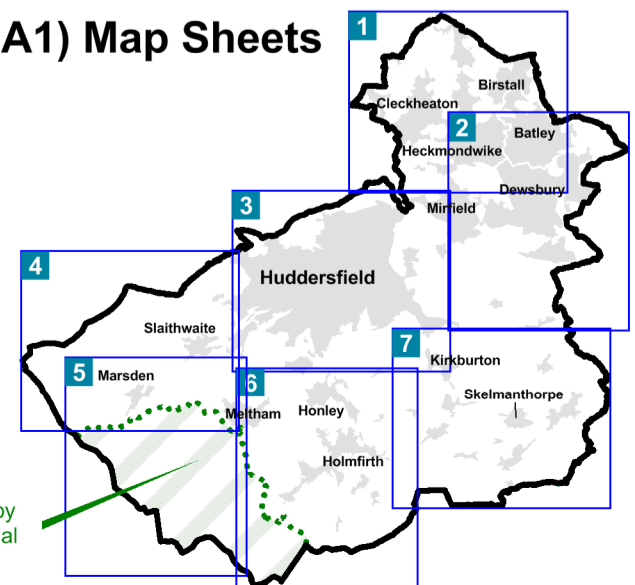 A1) Map Sheets
1
Birstall
Cleckheaton
2
Batley
Heckmondwike
Dewsbury
3
Mirfield
4
Huddersfield
Slaithwaite
7
Kirkburton
5
Marsden
6
Skelmanthorpe
Meltham
Honley
Holmfirth
al